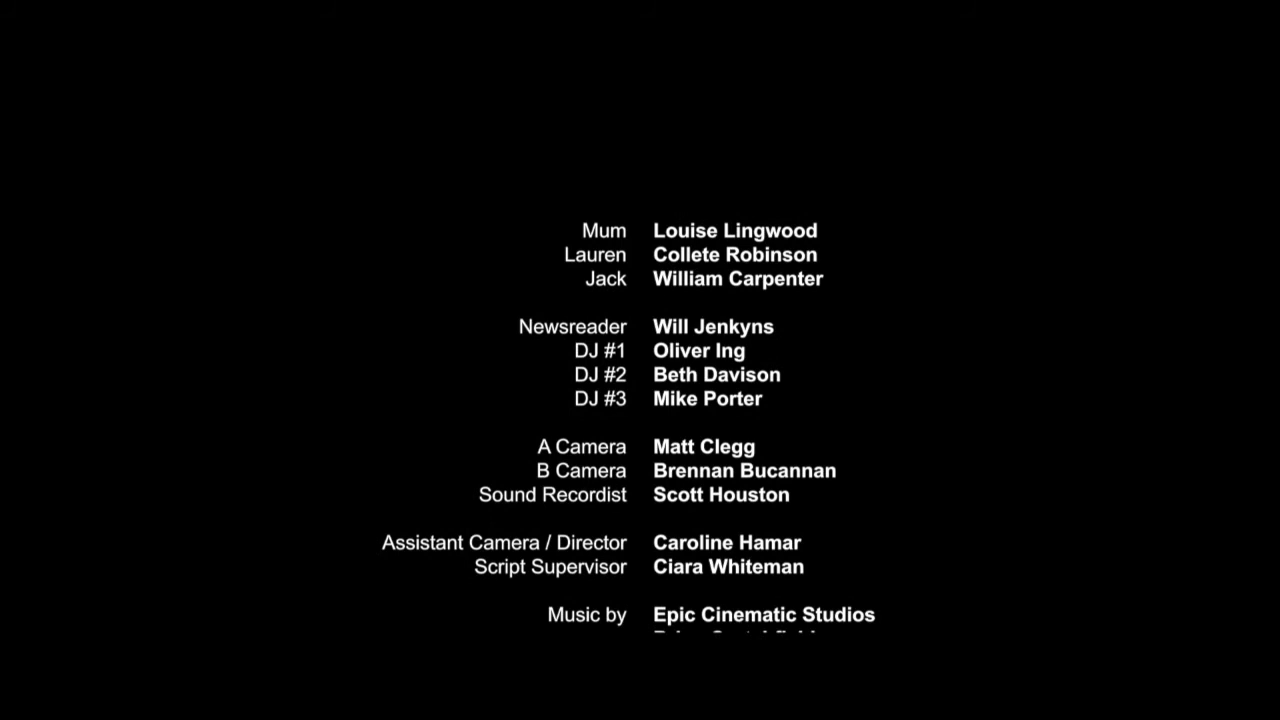 Mum Louise Lingwood
Lauren Collete Robinson
Jack William Carpenter
Newsreader Will Jenkyns
DJ #1 Oliver Ing
DJ #2 Beth Davison
DJ #3 Mike Porter
A Camera Matt Clegg
B Camera Brennan Bucannan
Sound Recordist Scott Houston
Assistant Camera / Director Caroline Hamar
Script Supervisor Ciara Whiteman
Music by Epic Cinematic Studios